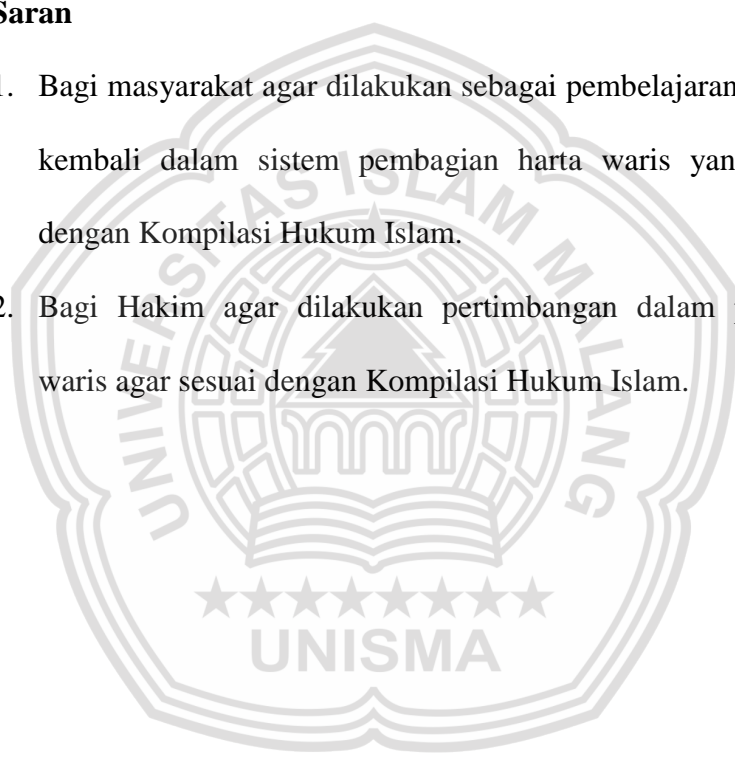 Saran
1. Bagi masyarakat agar dilakukan sebagai pembelajaran
kembali dalam sistem pembagian harta waris
dengan Kompilasi Hukum Islam.
2. Bagi Hakim agar dilakukan pertimbangan dalam
waris agar sesuai dengan Kompilasi Hukum Islam.
UNIVERSITAS ISLAM MALANG
UNISMA